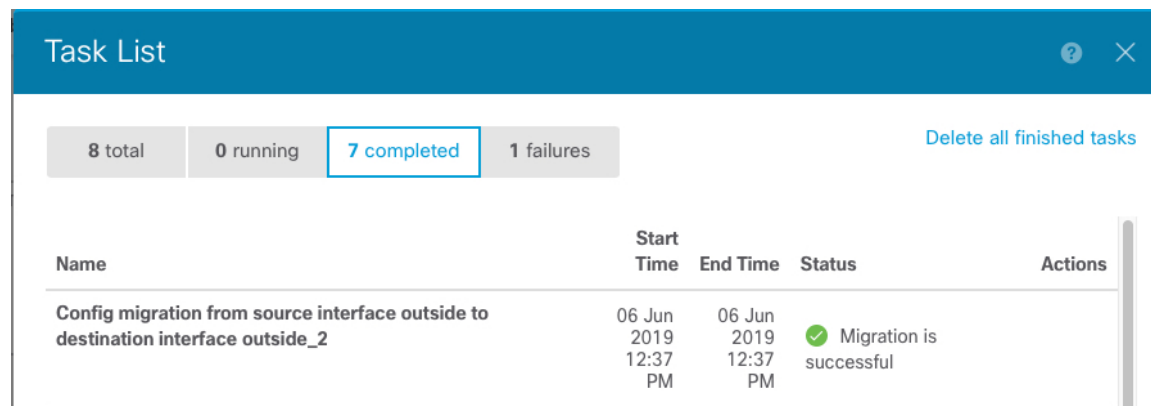 Task List
8 total 0 running 7 completed 1 failures
Delete all finished tasks
Name Start Time End Time Status Actions
Config migration from source interface outside to
destination interface outside_2
06 Jun
2019
12:37
PM
06 Jun
2019
12:37
PM
Migration is
successful